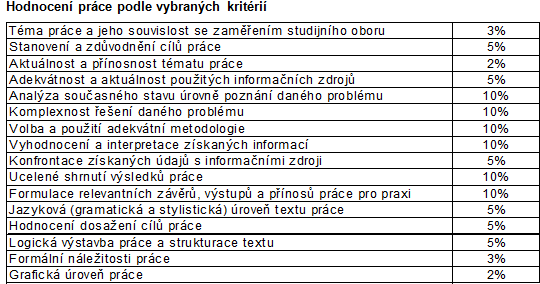 Hodnocení práce podle vybraných kritérií
Téma práce a jeho souvislost se zaměřením studijního oboru 3%
Stanovení a zdůvodnění cílů práce 5%
Aktuálnost a přínosnost tématu práce 2%
Adekvátnost a aktuálnost použitých informačních zdrojů 5%
Analýza současného stavu úrovně poznání daného problému 10%
Komplexnost řešení daného problému 10%
Volba a použití adekvátní metodologie 10%
Vyhodnocení a interpretace získaných informací 10%
Konfrontace získaných údajů s informačními zdroji 5%
Ucelené shrnutí výsledků práce 10%
Formulace relevantních závěrů, výstupů a přínosů práce pro praxi 10%
Jazyková (gramatická a stylistická) úroveň textu práce 5%
Hodnocení dosažení cílů práce 5%
Logická výstavba práce a strukturace textu 5%
Formální náležitosti práce 3%
Grafická úroveň práce 2%